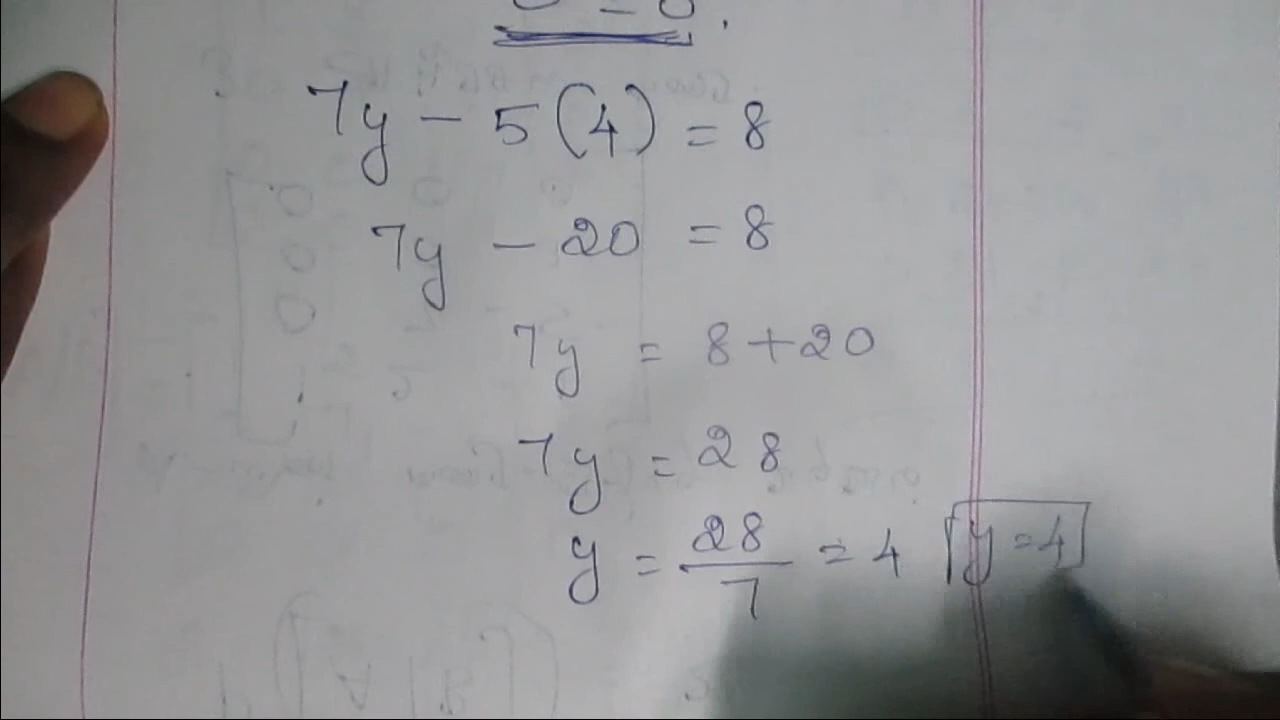 7y - 5(4) = 8
7y - 20 = 8
7y = 8+20
7y = 28
y = 28/7 = 4 y = 4